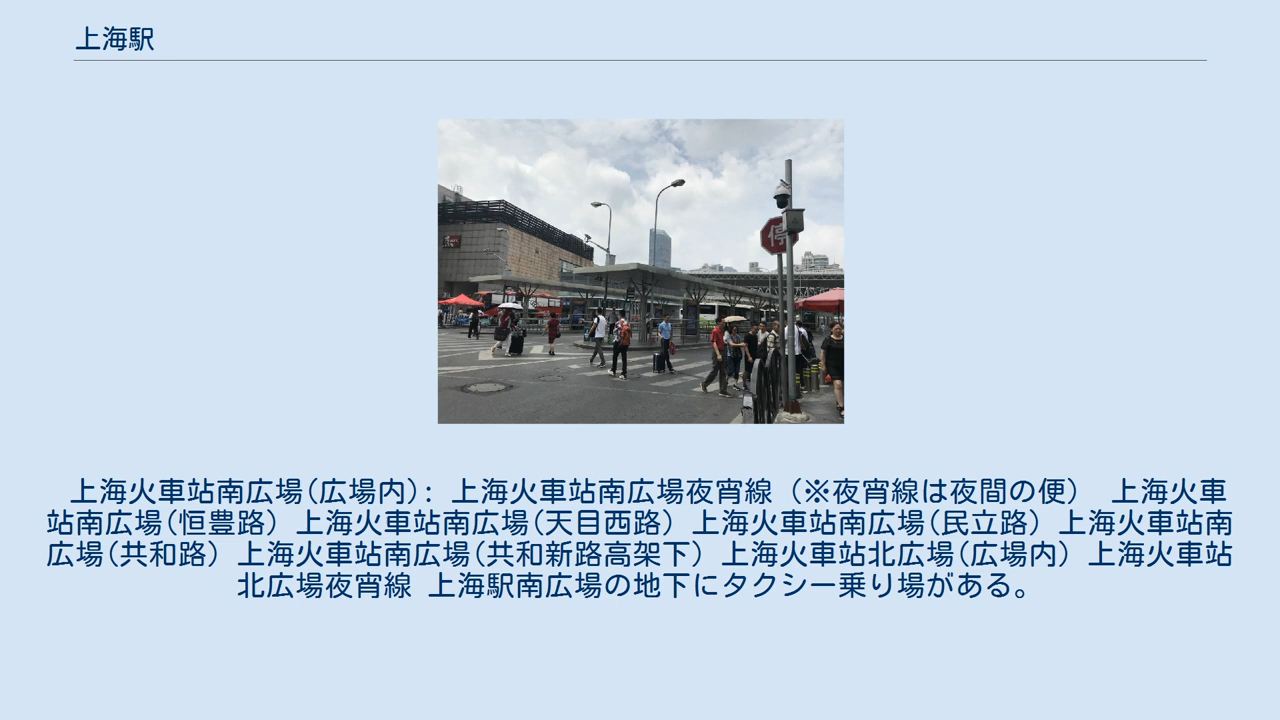 上海駅
停
上海火車站南広場(広場内): 上海火車站南広場夜宵線 (※夜宵線は夜間の便) 上海火車
站南広場(恒豊路) 上海火車站南広場(天目西路) 上海火車站南広場(民立路) 上海火車站南
広場(共和路) 上海火車站南広場(共和新路高架下) 上海火車站北広場(広場内) 上海火車站
北広場夜宵線 上海駅南広場の地下にタクシー乗り場がある。